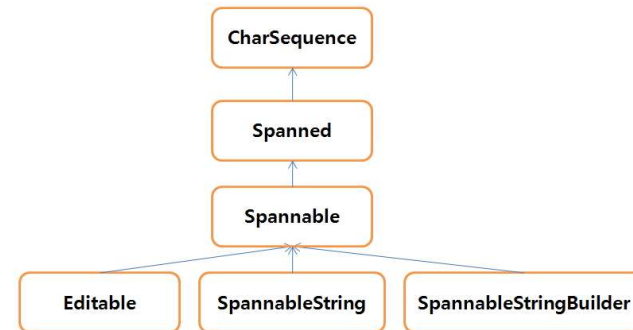 CharSequence
Spanned
Spannable
Editable SpannableString SpannableStringBuilder